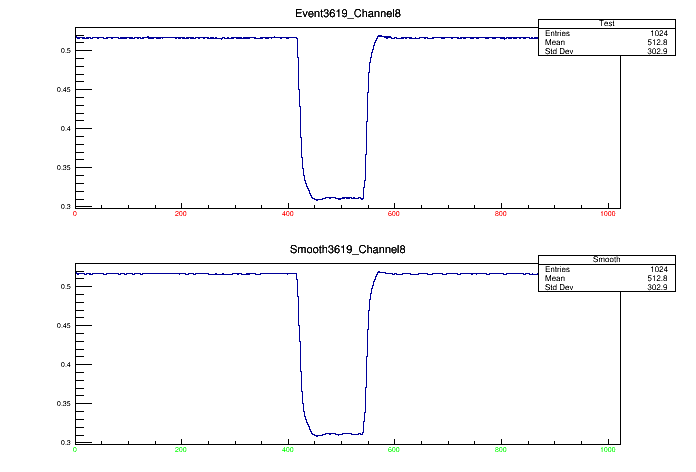 Event3619_Channel8
Test
Entries 1024
Mean 512.8
Std Dev 302.9
0.5
0.45
0.4
0.35
0.3
0 200 400 600 800 1000
Smooth3619_Channel8
Smooth
Entries 1024
Mean 512.8
Std Dev 302.9
0.5
0.45
0.4
0.35
0.3
0 200 400 600 800 1000